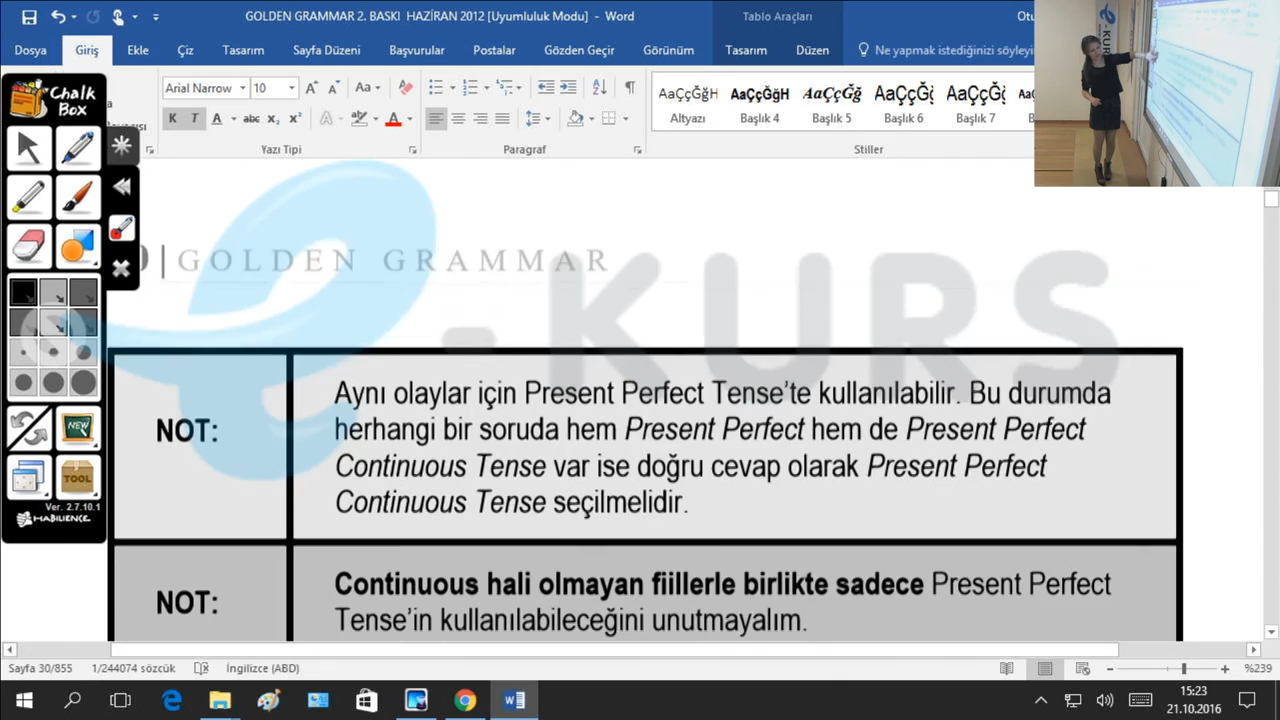 GOLDEN GRAMMAR 2. BASKI HAZİRAN 2012 [Uyumluluk Modu] - Word
Tablo Araçları
Otu
Dosya Giriş Ekle Çiz Tasarım Sayfa Düzeni Başvurular Postalar Gözden Geçir Görünüm Tasarım Düzen Ne yapmak istediğinizi söyleyi
Chalk Box
Arial Narrow 10
AaÇçĞğH AaÇçĞğH AaÇçĞğ AaÇçĞğ AaÇçĞğ
Altyazı Başlık 4 Başlık 5 Başlık 6 Başlık 7
Yazı Tipi Paragraf Stiller
e-KURS
GOLDEN GRAMMAR
NOT:
Aynı olaylar için Present Perfect Tense’te kullanılabilir. Bu durumda
herhangi bir soruda hem Present Perfect hem de Present Perfect
Continuous Tense var ise doğru cevap olarak Present Perfect
Continuous Tense seçilmelidir.
NOT:
Continuous hali olmayan fiillerle birlikte sadece Present Perfect
Tense’in kullanılabileceğini unutmayalım.
NEW
TOOL
Ver. 2.7.10.1
HABILIENCE
Sayfa 30/855 1/244074 sözcük İngilizce (ABD) %239
15:23
21.10.2016